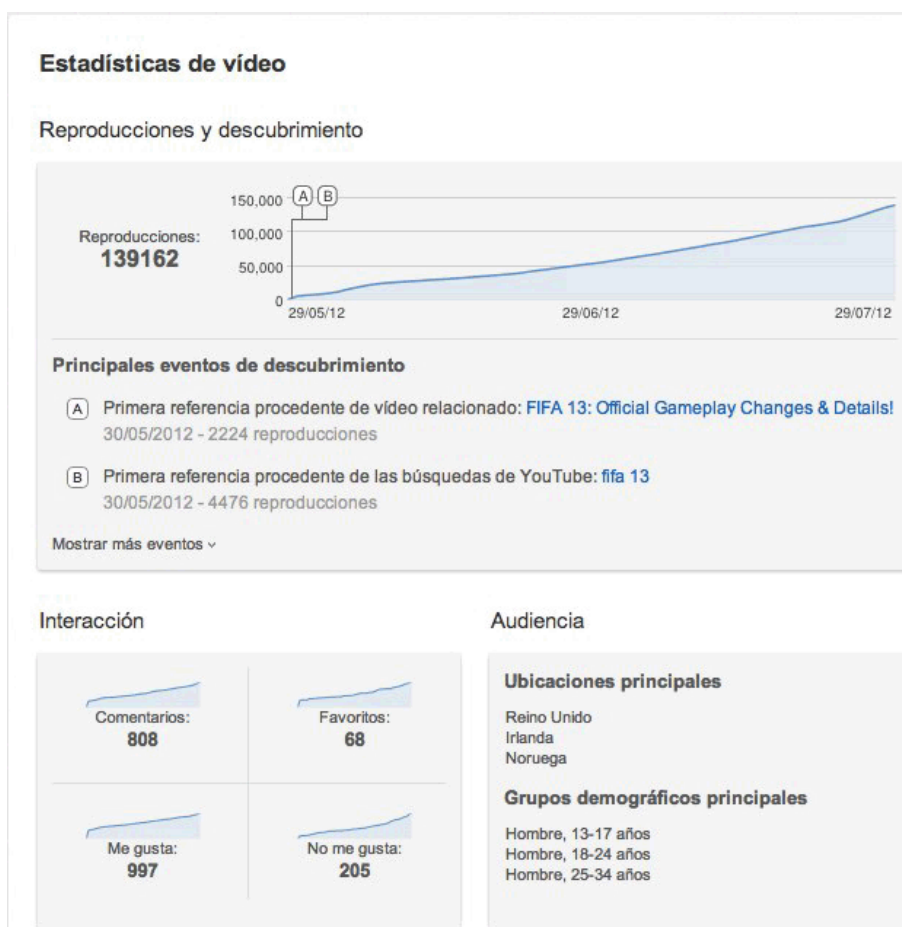 Estadísticas de vídeo
Reproducciones y descubrimiento
Reproducciones:
139162
150,000
100,000
50,000
0
A
B
29/05/12
29/06/12
29/07/12
Principales eventos de descubrimiento
A Primera referencia procedente de vídeo relacionado: FIFA 13: Official Gameplay Changes & Details!
30/05/2012 - 2224 reproducciones
B Primera referencia procedente de las búsquedas de YouTube: fifa 13
30/05/2012 - 4476 reproducciones
Mostrar más eventos
Interacción
Comentarios:
808
Favoritos:
68
Me gusta:
997
No me gusta:
205
Audiencia
Ubicaciones principales
Reino Unido
Irlanda
Noruega
Grupos demográficos principales
Hombre, 13-17 años
Hombre, 18-24 años
Hombre, 25-34 años